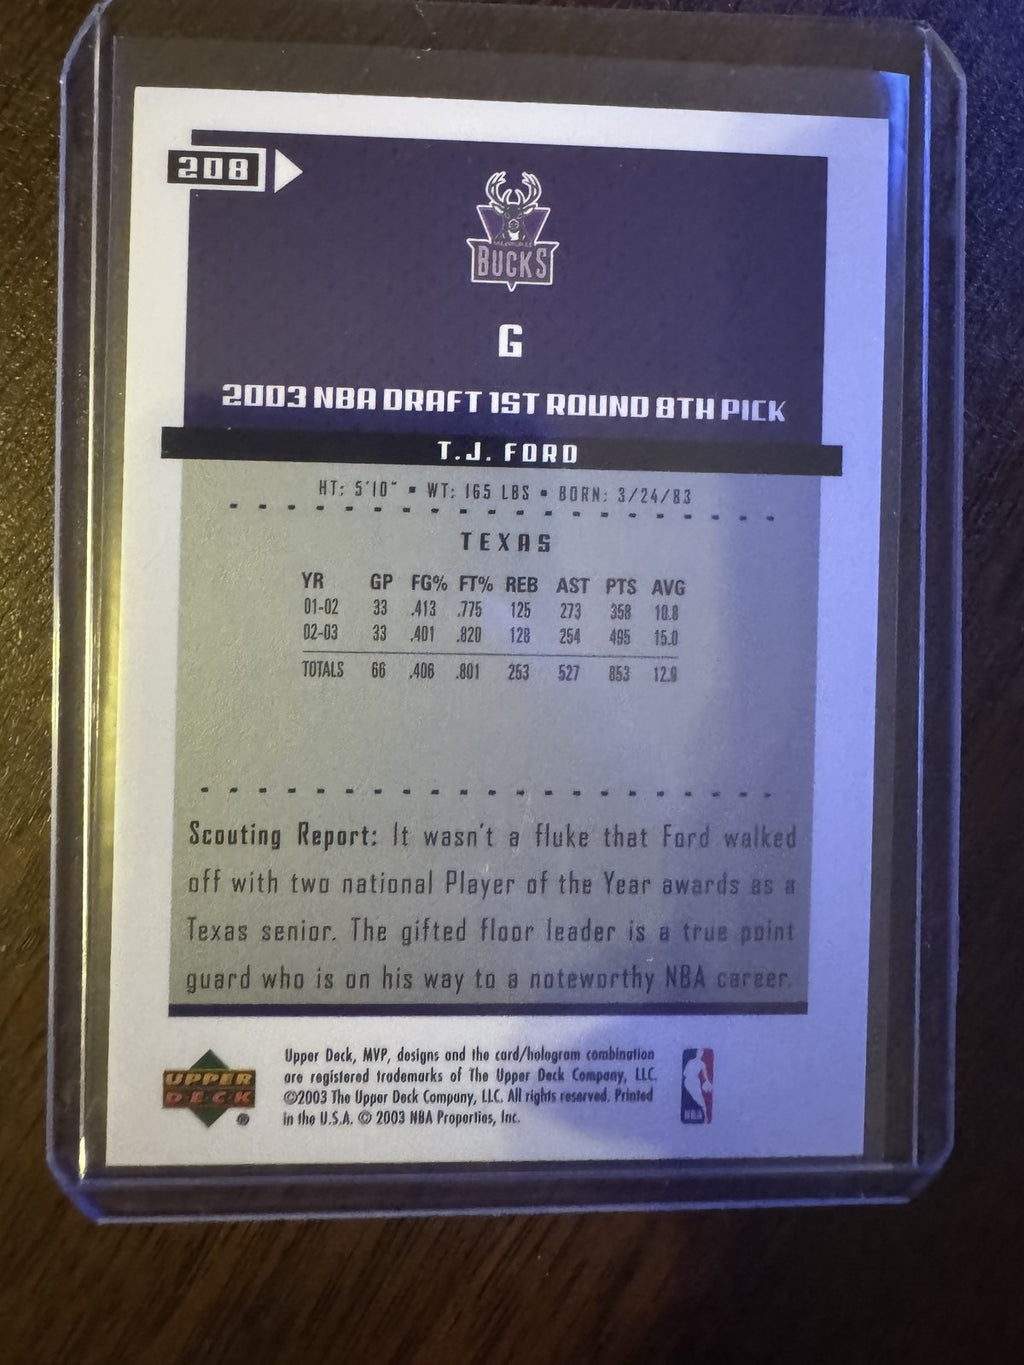 208
BUCKS
G
2003 NBA DRAFT 1ST ROUND 8TH PICK
T.J. FORD
HT: 5'10" ▪ WT: 165 LBS ▪ BORN: 3/24/83
TEXAS
YR GP FG% FT% REB AST PTS AVG
01-02 33 .413 .775 125 273 358 10.8
02-03 33 .401 .820 128 254 495 15.0
TOTALS 66 .406 .801 253 527 853 12.9
Scouting Report: It wasn't a fluke that Ford walked
off with two national Player of the Year awards as a
Texas senior. The gifted floor leader is a true point
guard who is on his way to a noteworthy NBA career.
UPPER
DECK
®
Upper Deck, MVP, designs and the card/hologram combination
are registered trademarks of The Upper Deck Company, LLC.
©2003 The Upper Deck Company, LLC. All rights reserved. Printed
in the U.S.A. © 2003 NBA Properties, Inc.
NBA